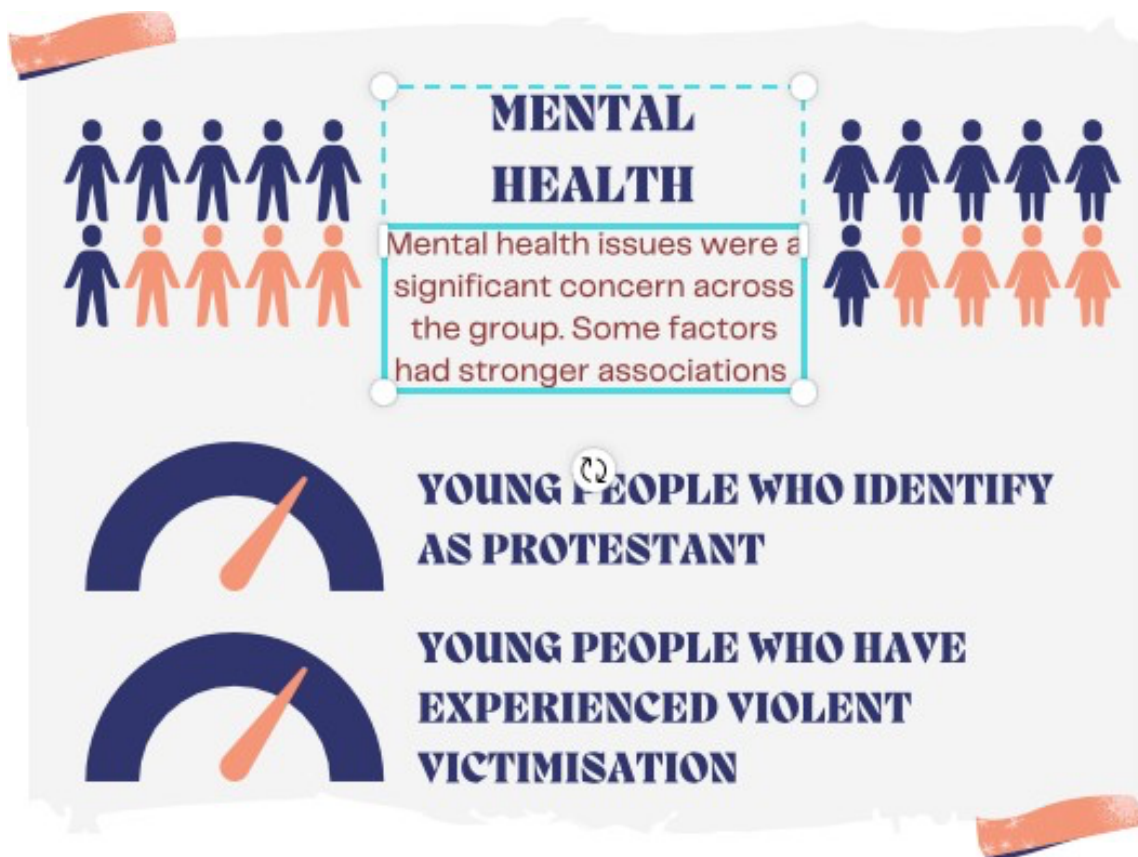 MENTAL
HEALTH
Mental health issues were a
significant concern across
the group. Some factors
had stronger associations
YOUNG PEOPLE WHO IDENTIFY
AS PROTESTANT
YOUNG PEOPLE WHO HAVE
EXPERIENCED VIOLENT
VICTIMISATION